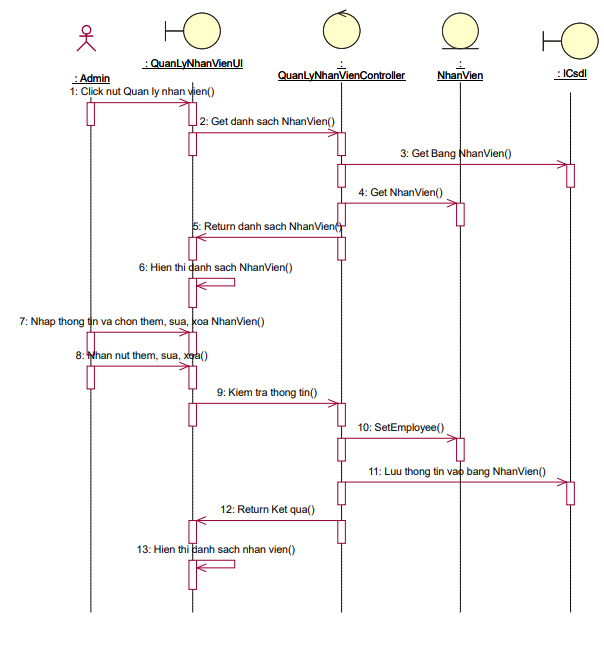 : Admin
: QuanLyNhanVienUI
:
QuanLyNhanVienController
:
NhanVien
: ICsdl
1: Click nut Quan ly nhan vien()
2: Get danh sach NhanVien()
3: Get Bang NhanVien()
4: Get NhanVien()
5: Return danh sach NhanVien()
6: Hien thi danh sach NhanVien()
7: Nhap thong tin va chon them, sua, xoa NhanVien()
8: Nhan nut them, sua, xoa()
9: Kiem tra thong tin()
10: SetEmployee()
11: Luu thong tin vao bang NhanVien()
12: Return Ket qua()
13: Hien thi danh sach nhan vien()